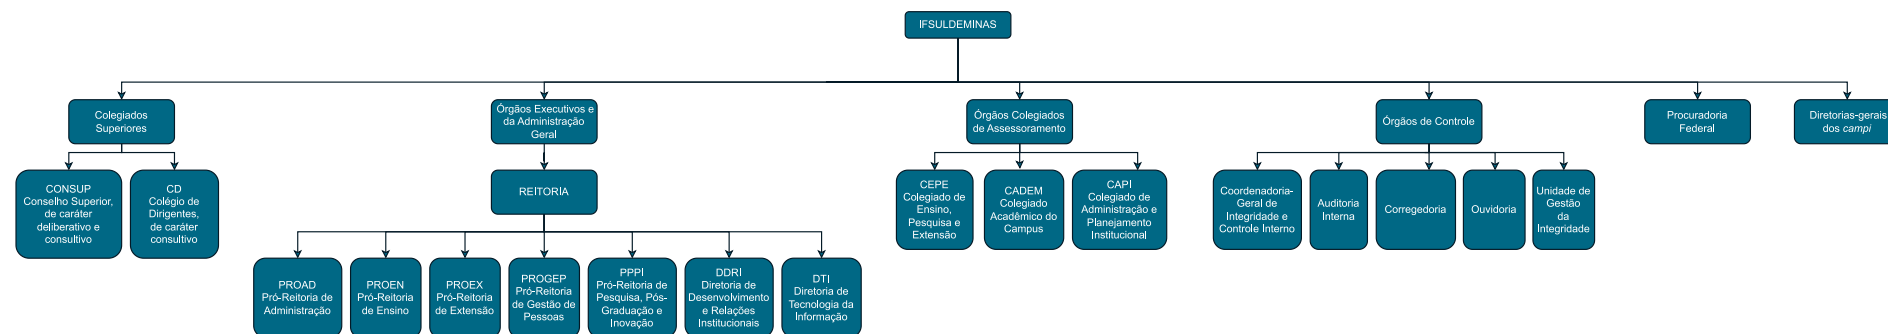 IFSULDEMINAS
Colegiados
Superiores
Órgãos Executivos e
da Administração
Geral
Órgãos Colegiados
de Assessoramento
Órgãos de Controle
Procuradoria
Federal
Diretorias-gerais
dos campi
CONSUP
Conselho Superior,
de caráter
deliberativo e
consultivo
CD
Colégio de
Dirigentes,
de caráter
consultivo
REITORIA
CEPE
Colegiado de
Ensino,
Pesquisa e
Extensão
CADEM
Colegiado
Acadêmico do
Campus
CAPI
Colegiado de
Administração e
Planejamento
Institucional
Coordenadoria-
Geral de
Integridade e
Controle Interno
Auditoria
Interna
Corregedoria
Ouvidoria
Unidade de
Gestão
da
Integridade
PROAD
Pró-Reitoria de
Administração
PROEN
Pró-Reitoria
de Ensino
PROEX
Pró-Reitoria
de Extensão
PROGEP
Pró-Reitoria
de Gestão de
Pessoas
PPPI
Pró-Reitoria de
Pesquisa, Pós-
Graduação e
Inovação
DDRI
Diretoria de
Desenvolvimento
e Relações
Institucionais
DTI
Diretoria de
Tecnologia da
Informação